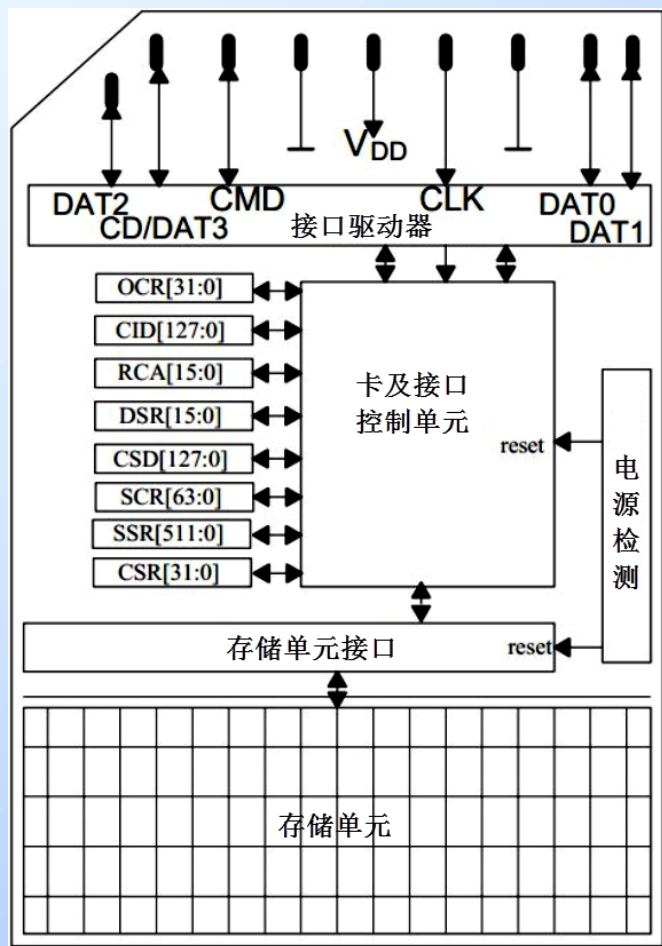 VDD
DAT2
CD/DAT3
CMD
接口驱动器
CLK
DAT0
DAT1
OCR[31:0]
CID[127:0]
RCA[15:0]
DSR[15:0]
CSD[127:0]
SCR[63:0]
SSR[511:0]
CSR[31:0]
卡及接口
控制单元
reset
电源检测
存储单元接口
reset
存储单元